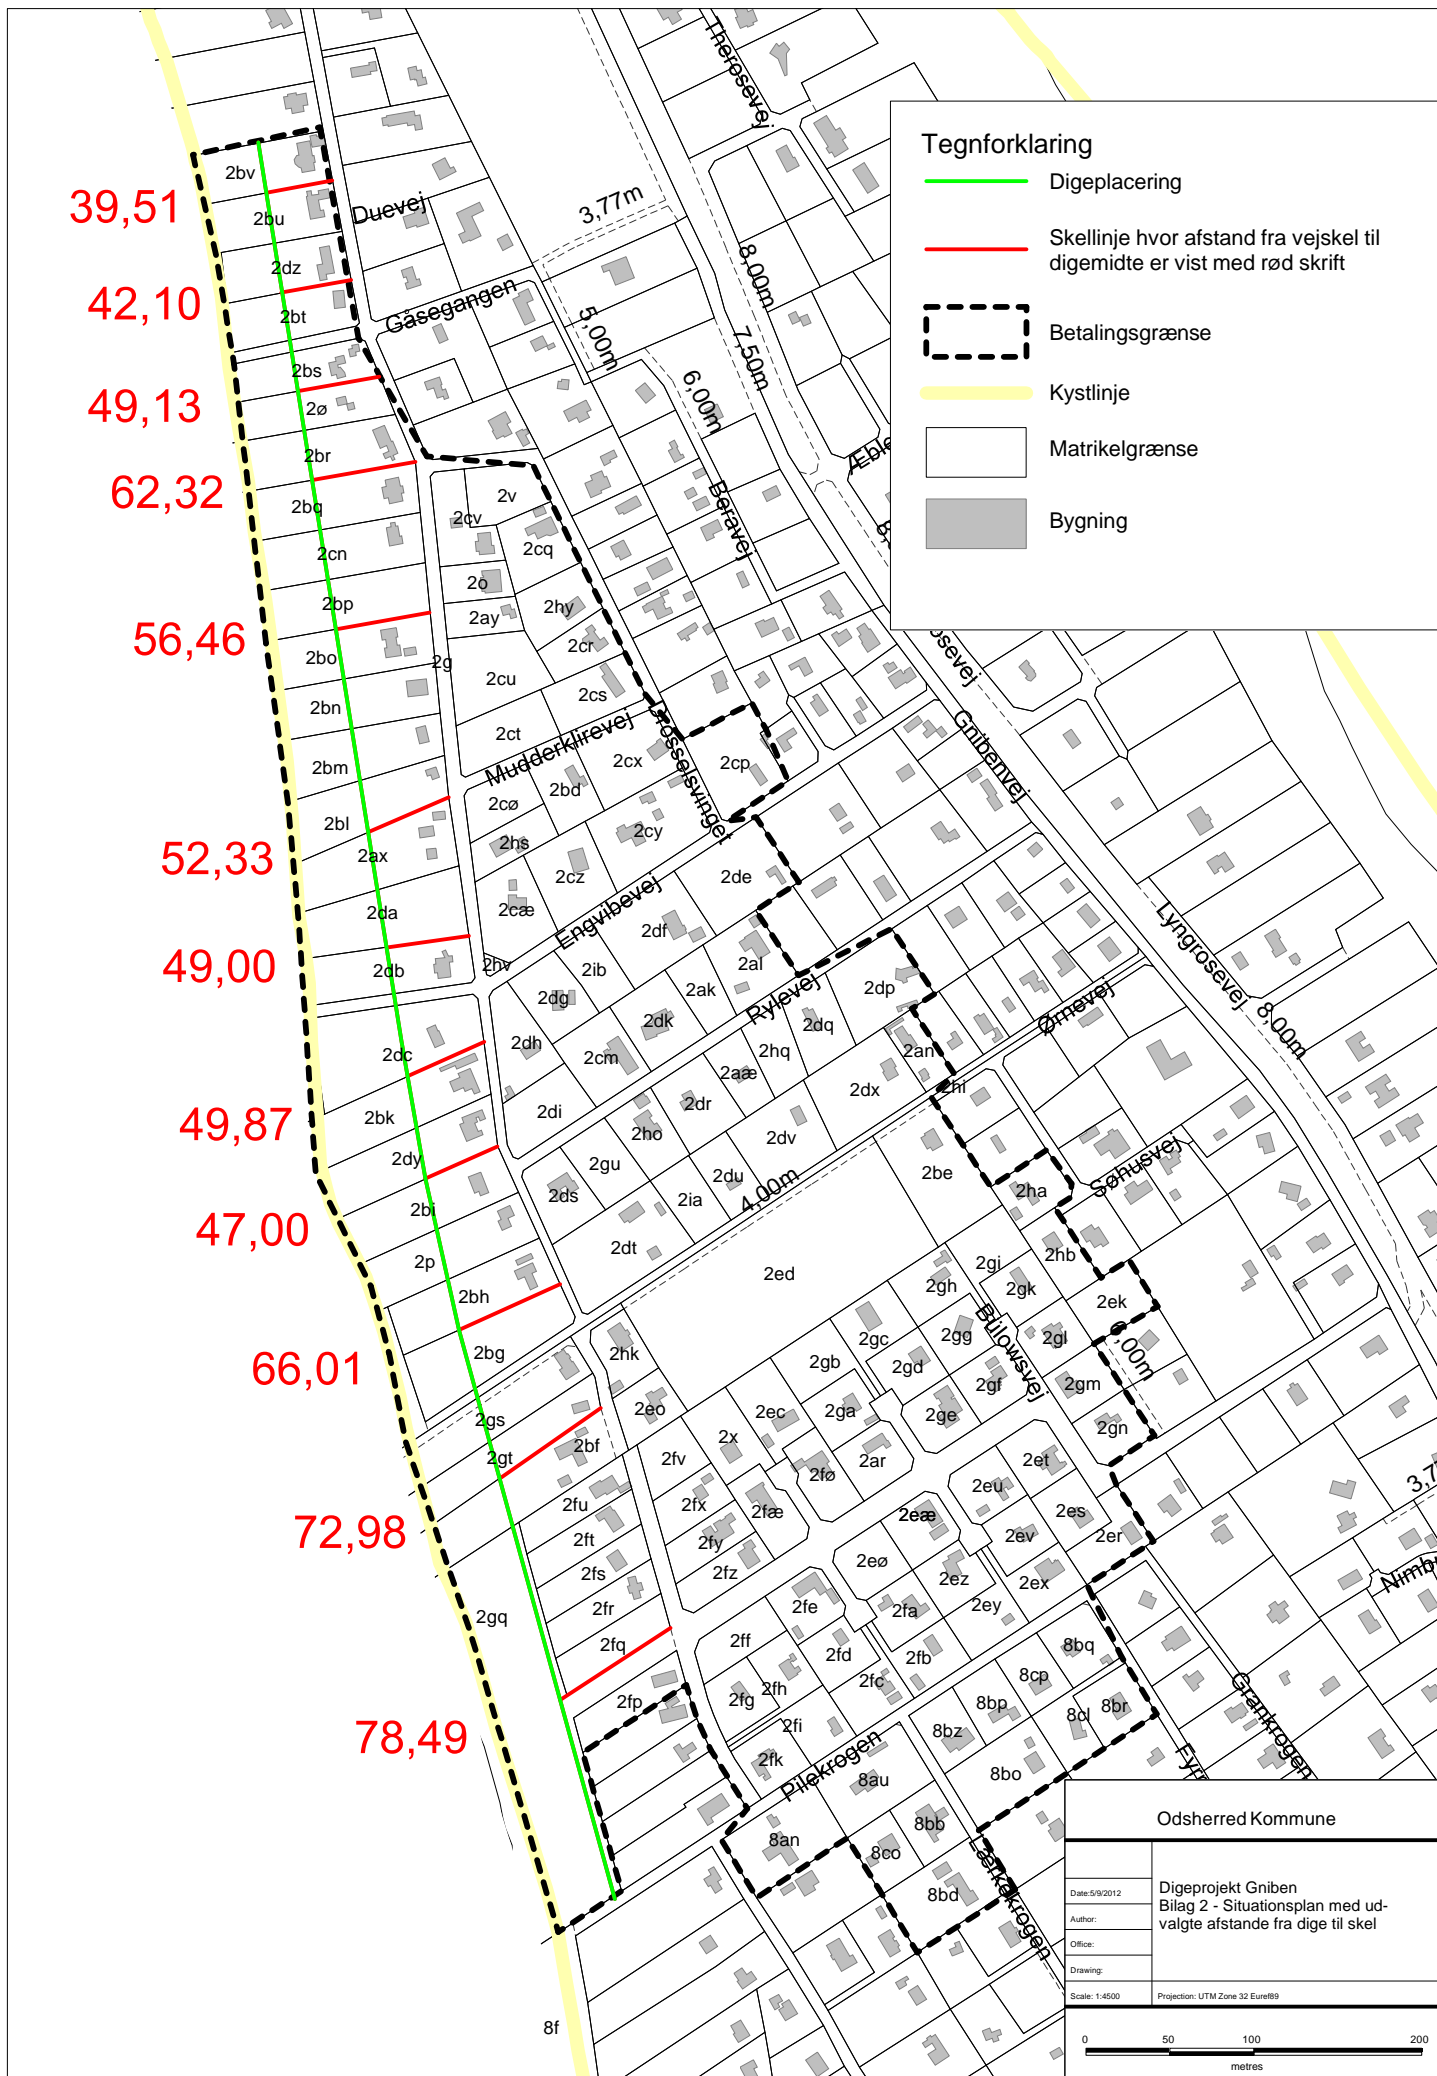 Therosevej
Tegnforklaring
Digeplacering
Skellinje hvor afstand fra vejskel til
digemidte er vist med rød skrift
Betalingsgrænse
Kystlinje
Matrikelgrænse
Bygning
39,51
42,10
49,13
62,32
56,46
52,33
49,00
49,87
47,00
66,01
72,98
78,49
2bv
2bu
Duevej
3,77m
2dz
8,00m
2bt
Gåsegangen
5,00m
7,50m
2bs
6,00m
2ø
2br
2v
2bq
2cv
Beravej
2cn
2cq
2o
2bp
2ay
2hy
2cr
2bo
2g
2cu
2cs
2bn
2ct
Mudderklirevej
Drosselsvinget
Gnibenvej
2bm
2cx
2cp
2bd
2cø
2bl
2hs
2cy
2ax
2cz
2de
2da
2cæ
Engvibevej
2df
Lyngrosevej
2db
2hv
2ib
2al
8,00m
2dg
2ak
Rylevej
2dp
Ørnevej
2dk
2dq
2dc
2dh
2cm
2hq
2an
2aæ
2dx
2hi
2bk
2di
2dr
2ho
2dv
2dy
2gu
2be
Søhusvej
2ds
2du
2ha
2bi
2ia
4,00m
2dt
2hb
2p
2ed
2gi
2gh
2gk
2bh
2ek
2bg
2hk
2gc
2gg
Bülowsvej
2gl
6,00m
2gb
2gd
2gf
2gm
2gs
2eo
2ec
2ga
2ge
2gn
2gt
2bf
2x
2fv
2ar
2et
2fø
2eu
2fu
2fx
2fæ
2eæ
2es
2ft
2fy
2ev
2er
2fs
2fz
2eø
2ez
2ex
2fr
2fe
2fa
2ey
2gq
2fq
2ff
2fd
2fb
8bq
2fp
2fg
2fh
2fc
8cp
8bp
8br
2fi
8bz
8cl
Grankrogen
2fk
Pilekrogen
8au
8bo
8an
8bb
8co
8bd
Lærkekrogen
8f
Odsherred Kommune
Date:5/9/2012
Author:
Office:
Drawing:
Scale: 1:4500
Digeprojekt Gniben
Bilag 2 - Situationsplan med ud-
valgte afstande fra dige til skel
Projection: UTM Zone 32 Euref89
0 50 100 200
metres